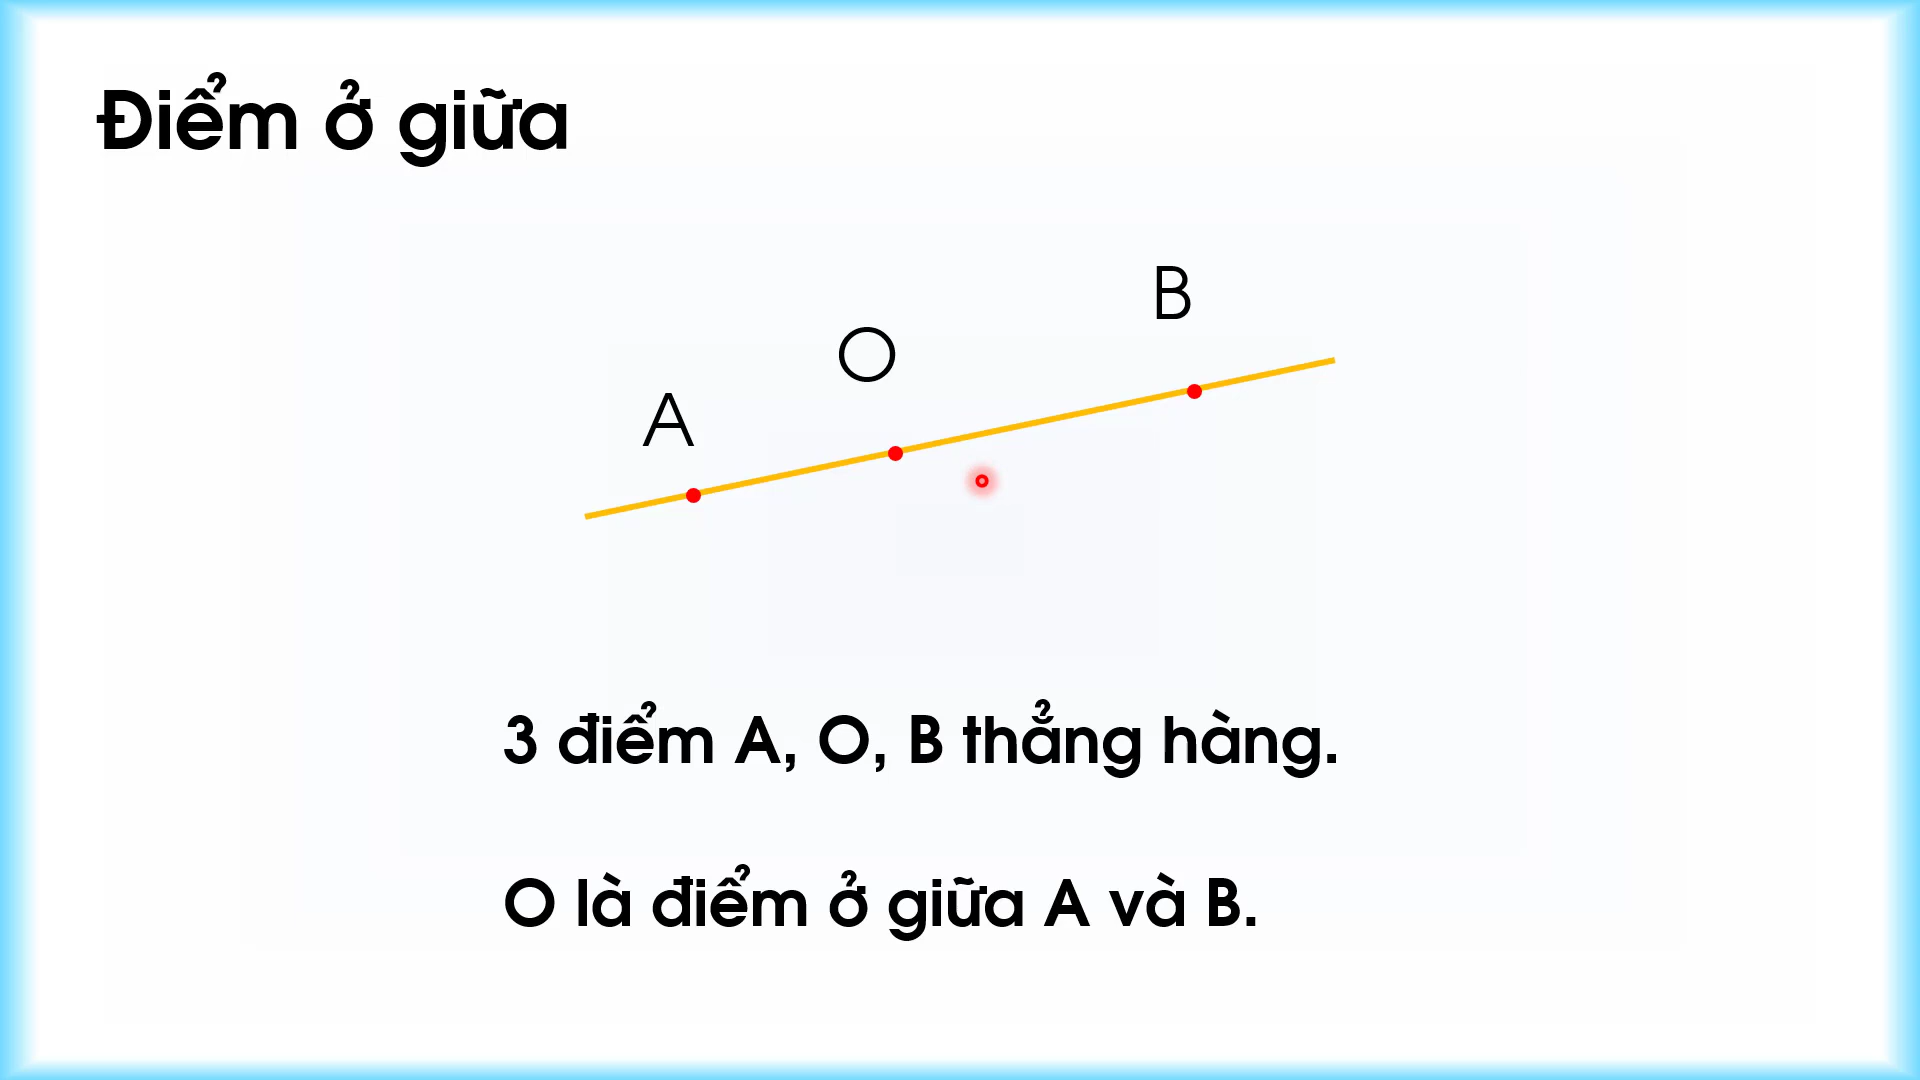 Điểm ở giữa
B
O
A
3 điểm A, O, B thẳng hàng.
O là điểm ở giữa A và B.